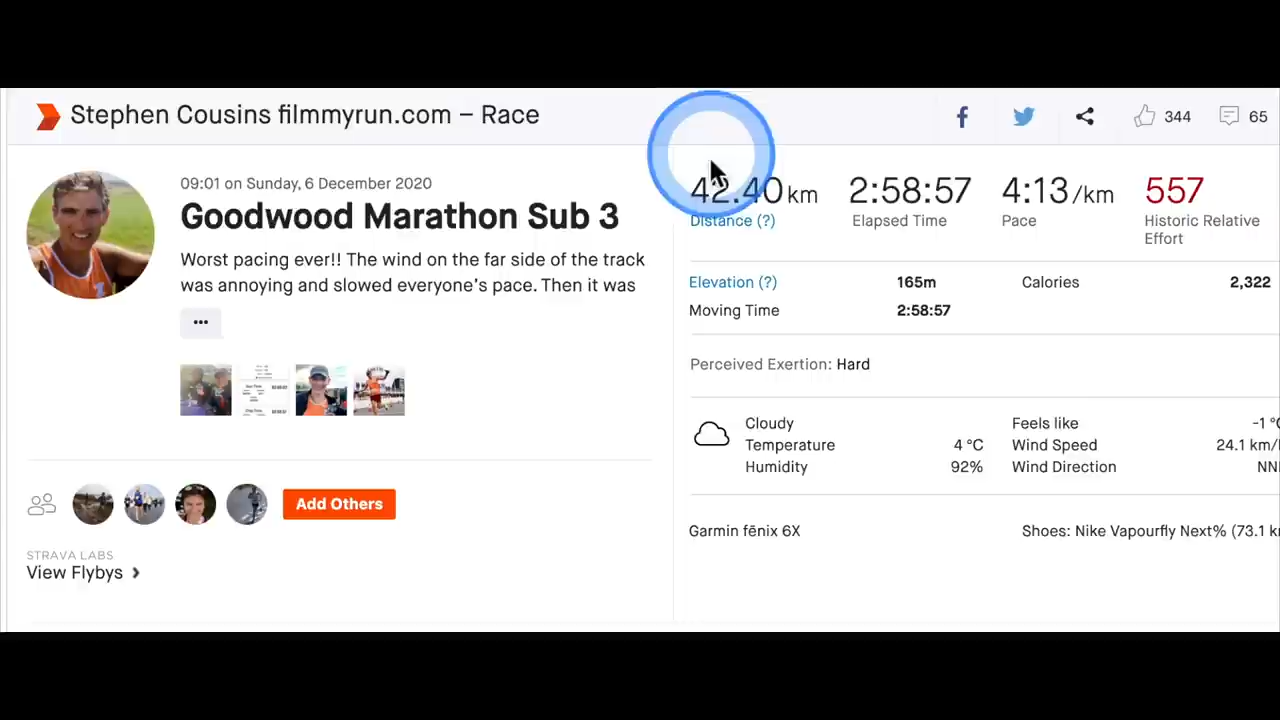 Stephen Cousins filmmyrun.com – Race
344
65
09:01 on Sunday, 6 December 2020
Goodwood Marathon Sub 3
Worst pacing ever!! The wind on the far side of the track
was annoying and slowed everyone's pace. Then it was
•••
42.40 km
Distance (?)
2:58:57
Elapsed Time
4:13 /km
Pace
557
Historic Relative
Effort
Elevation (?) 165m
Calories 2,322
Moving Time 2:58:57
Perceived Exertion: Hard
Cloudy
Temperature 4 °C
Humidity 92%
Feels like -1 °C
Wind Speed 24.1 km/
Wind Direction NN
Garmin fēnix 6X
Shoes: Nike Vapourfly Next% (73.1 k
Add Others
STRAVA LABS
View Flybys